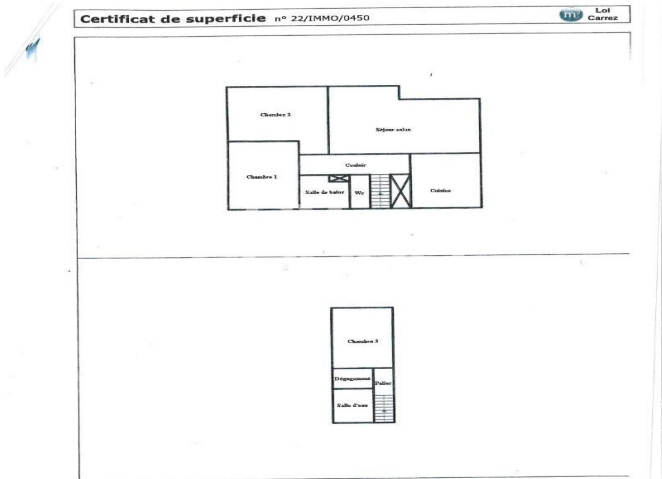 Certificat de superficie n° 22/IMMO/0450
m²
Loi
Carrez
Chambre 2
Séjour-salon
Couloir
Chambre 1
Salle de bains
Wc
Cuisine
Chambre 3
Dégagement
Palier
Salle d'eau